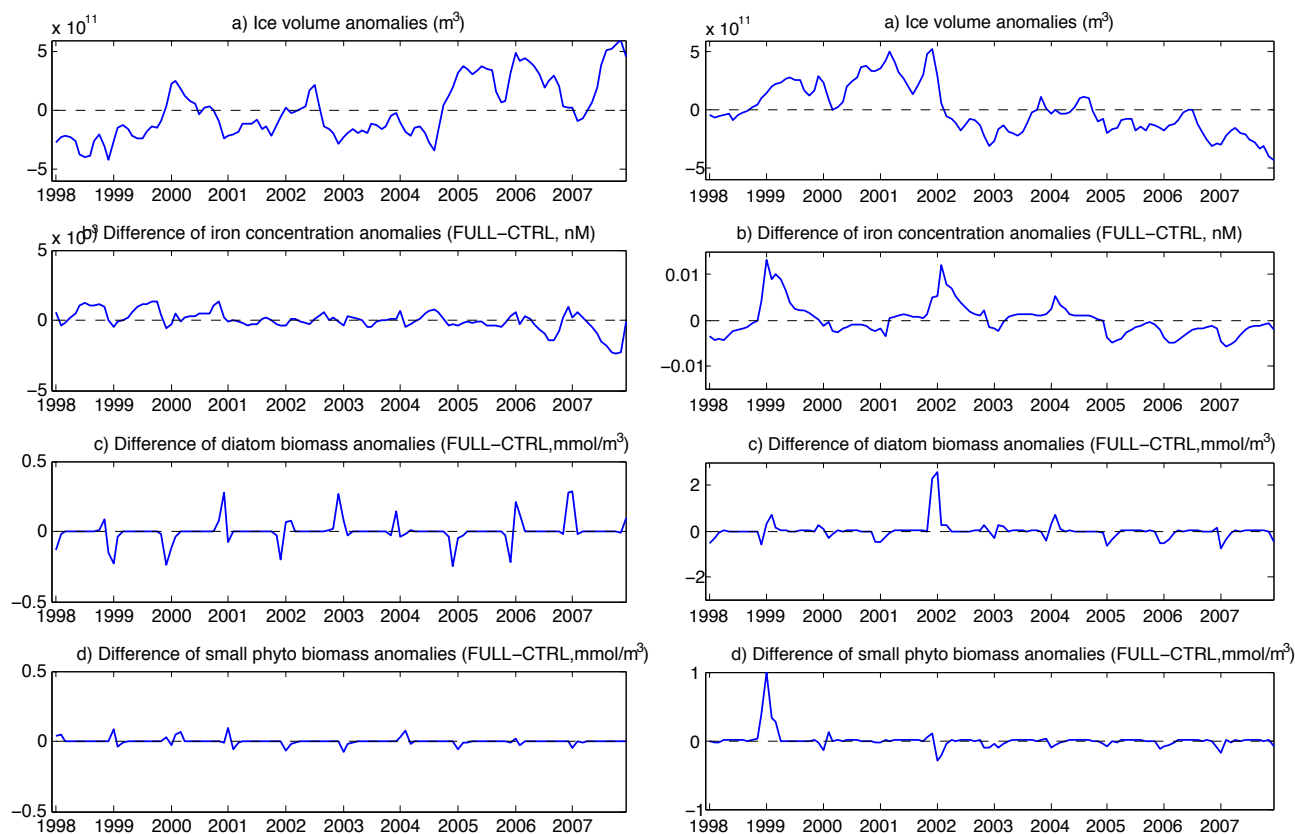 x 10¹¹
a) Ice volume anomalies (m³)
5
0
−5
1998 1999 2000 2001 2002 2003 2004 2005 2006 2007
x 10⁻³
b) Difference of iron concentration anomalies (FULL−CTRL, nM)
5
0
−5
1998 1999 2000 2001 2002 2003 2004 2005 2006 2007
c) Difference of diatom biomass anomalies (FULL−CTRL,mmol/m³)
0.5
0
−0.5
1998 1999 2000 2001 2002 2003 2004 2005 2006 2007
d) Difference of small phyto biomass anomalies (FULL−CTRL,mmol/m³)
0.5
0
−0.5
1998 1999 2000 2001 2002 2003 2004 2005 2006 2007
x 10¹¹
a) Ice volume anomalies (m³)
5
0
−5
1998 1999 2000 2001 2002 2003 2004 2005 2006 2007
b) Difference of iron concentration anomalies (FULL−CTRL, nM)
0.01
0
−0.01
1998 1999 2000 2001 2002 2003 2004 2005 2006 2007
c) Difference of diatom biomass anomalies (FULL−CTRL,mmol/m³)
2
0
−2
1998 1999 2000 2001 2002 2003 2004 2005 2006 2007
d) Difference of small phyto biomass anomalies (FULL−CTRL,mmol/m³)
1
0
−1
1998 1999 2000 2001 2002 2003 2004 2005 2006 2007